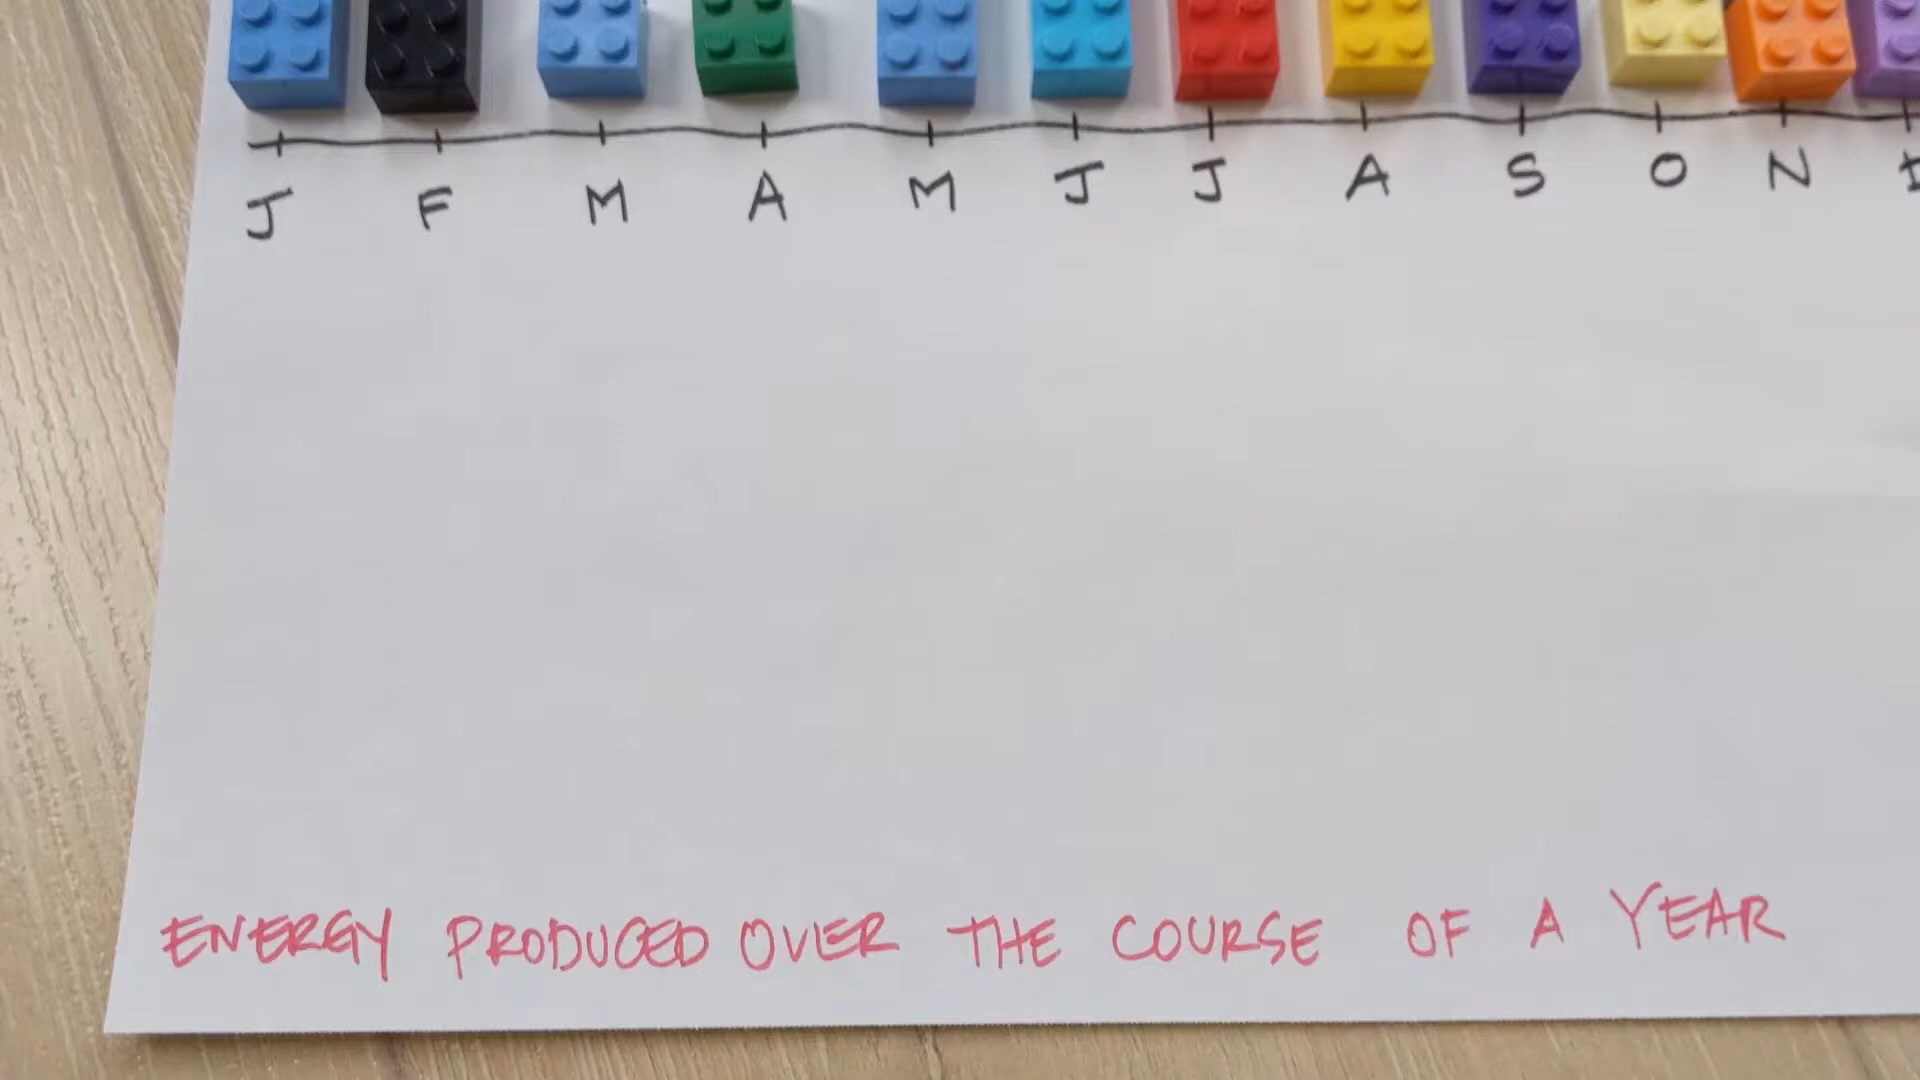 J F M A M J J A S O N D
ENERGY PRODUCED OVER THE COURSE OF A YEAR